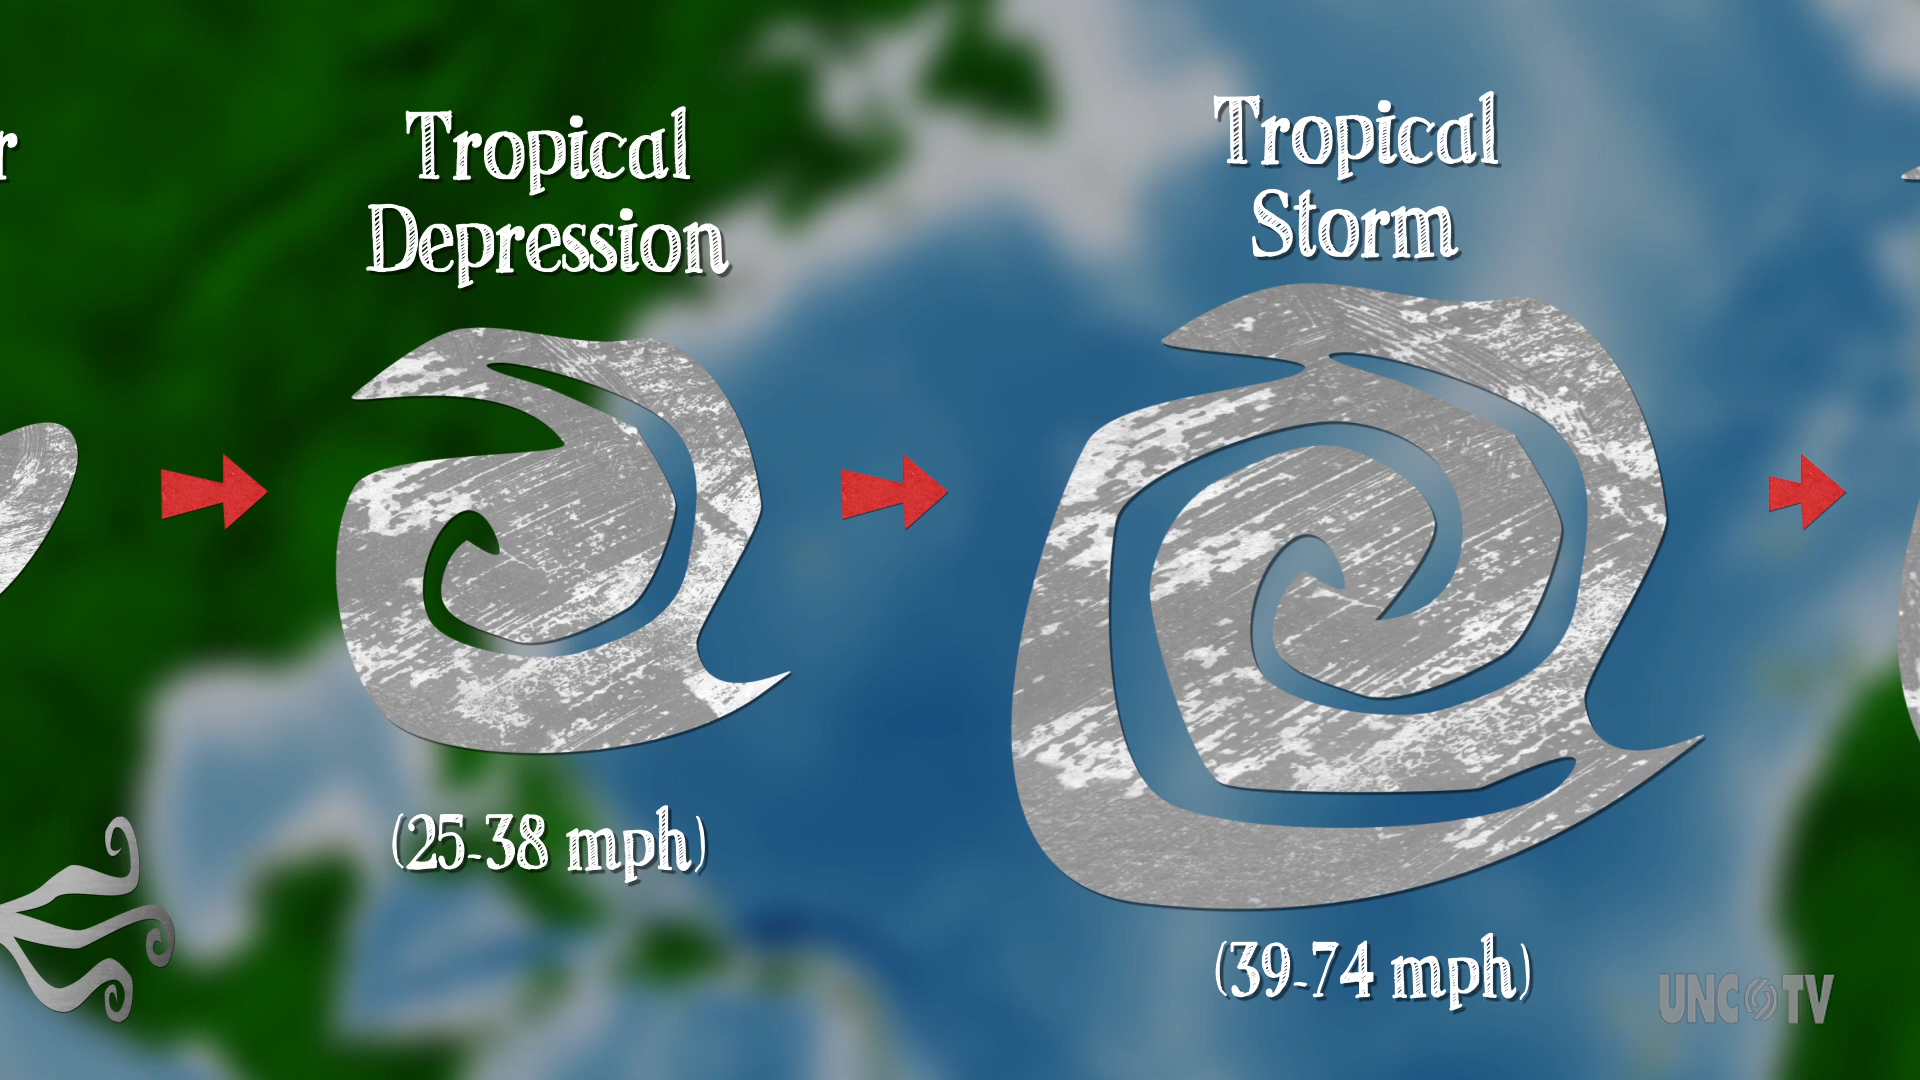 Tropical
Depression
(25-38 mph)
Tropical
Storm
(39-74 mph)
UNC TV